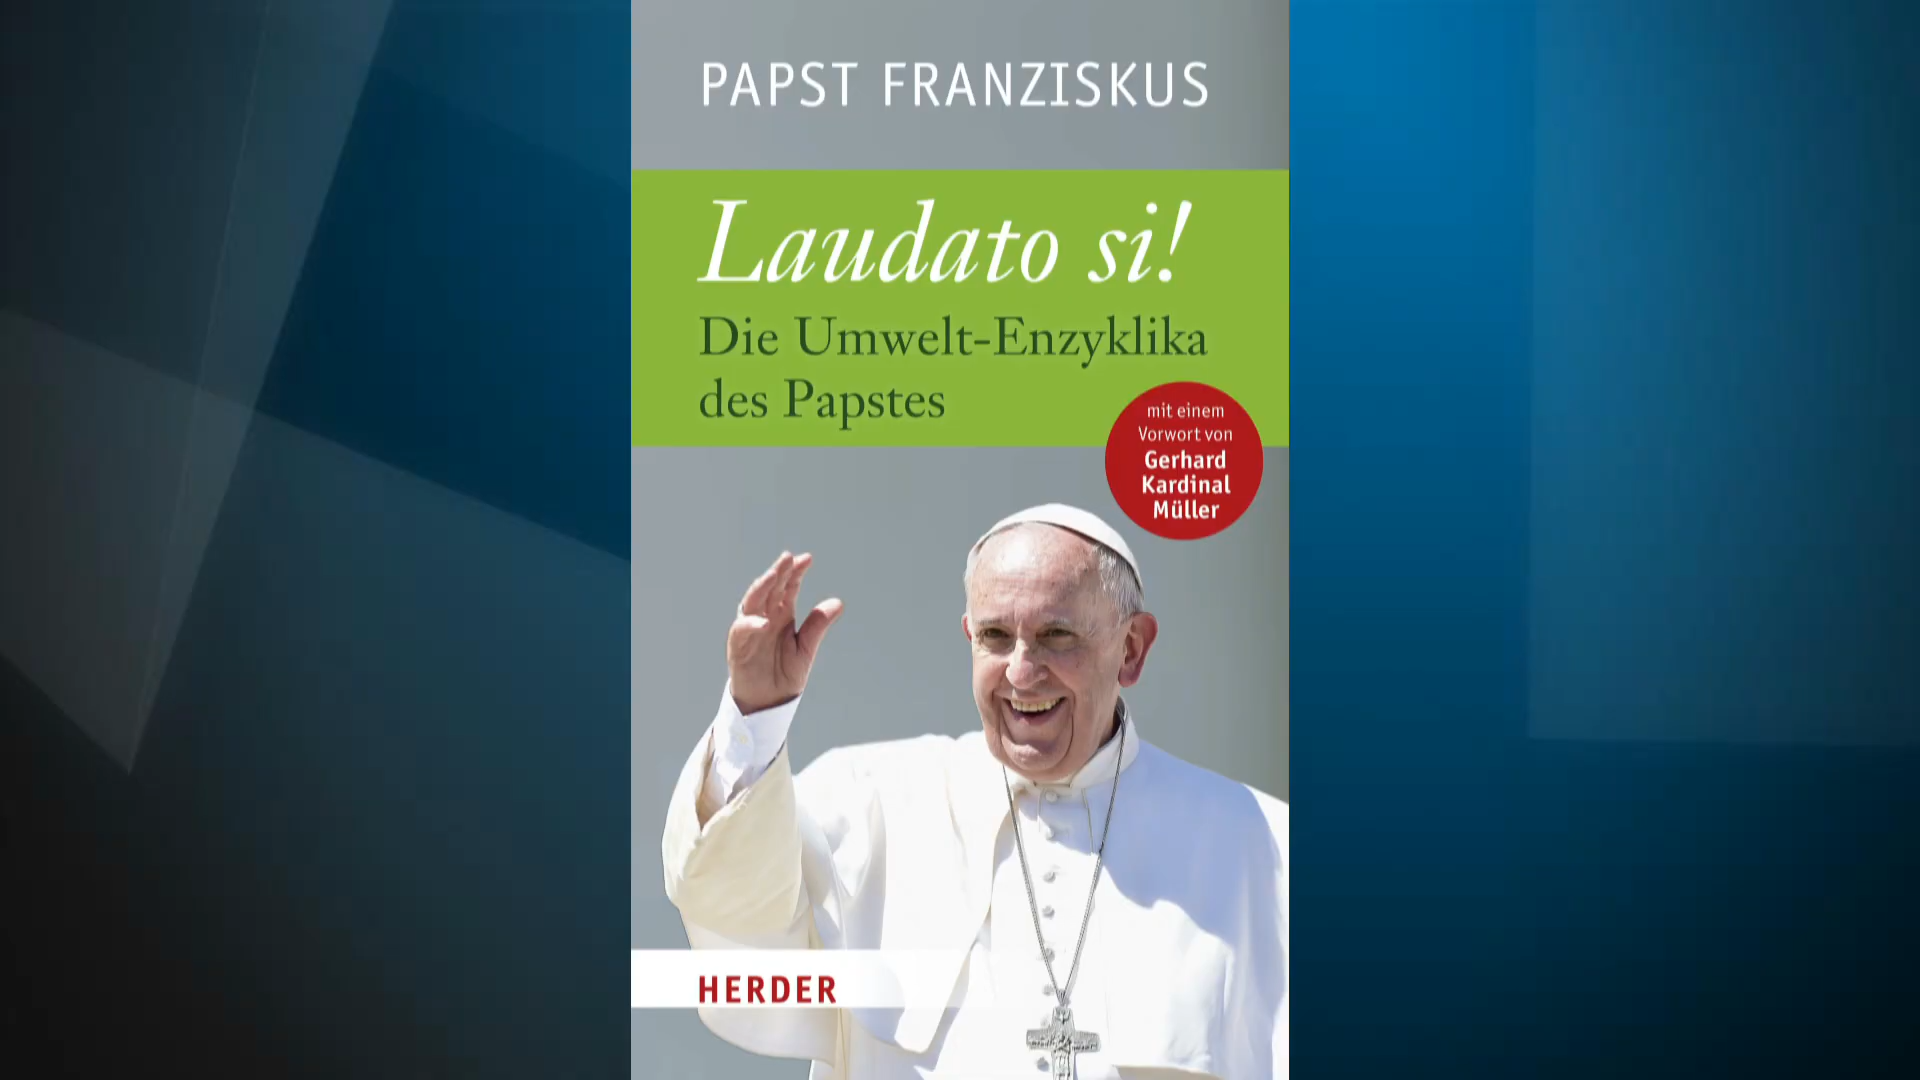 PAPST FRANZISKUS
Laudato si!
Die Umwelt-Enzyklika
des Papstes
mit einem
Vorwort von
Gerhard
Kardinal
Müller
HERDER